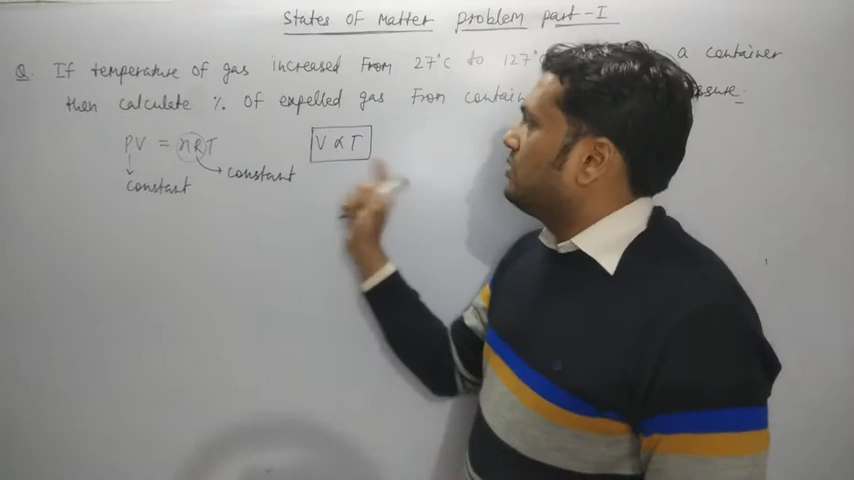 States of Matter Problem part-I
Q. If temperature of gas increased From 27°C to 127° a container
then calculate % of expelled gas From contain
PV = nRT V ∝ T
constant constant